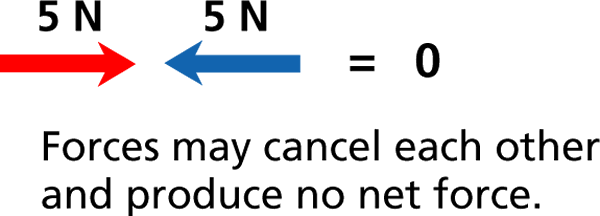 5 N 5 N
= 0
Forces may cancel each other
and produce no net force.